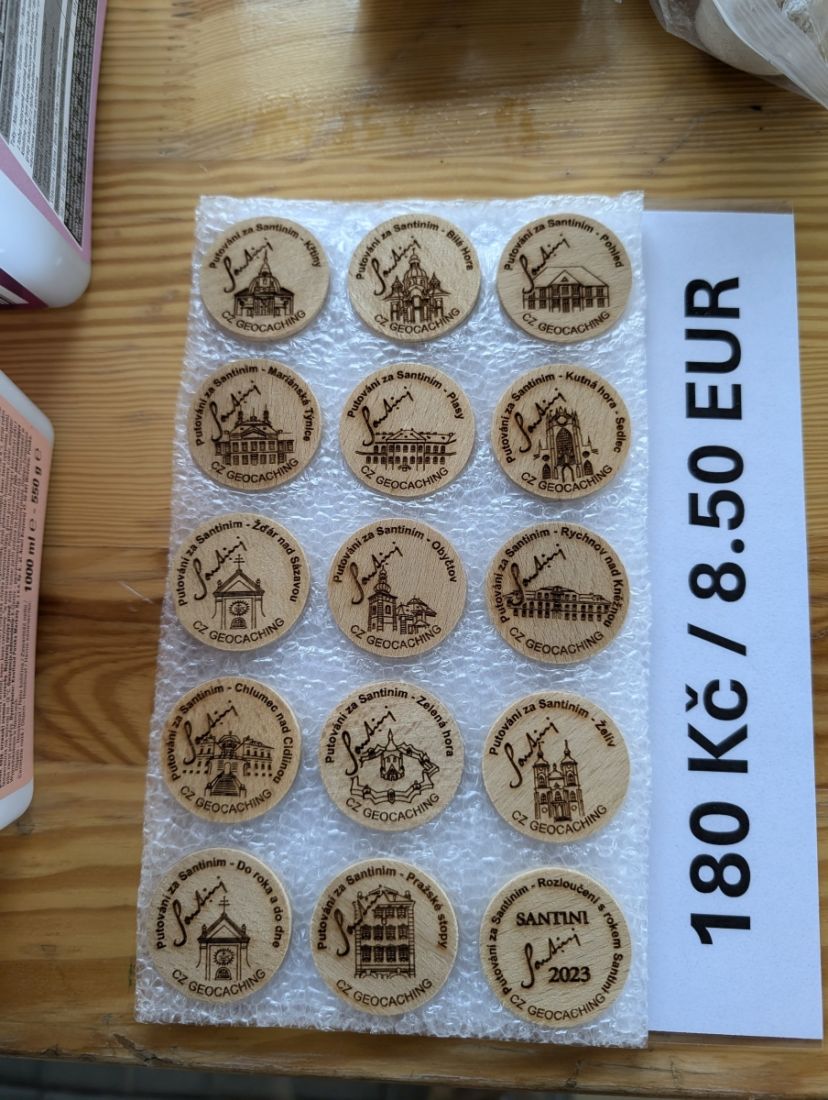 Putování za Santinim - Křtiny
Santini
CZ GEOCACHING
Putování za Santinim - Bílá Hora
Santini
CZ GEOCACHING
Putování za Santinim - Pohled
Santini
CZ GEOCACHING
Putování za Santinim - Mariánská Týnice
Santini
CZ GEOCACHING
Putování za Santinim - Plasy
Santini
CZ GEOCACHING
Putování za Santinim - Kutná hora - Sedlec
Santini
CZ GEOCACHING
Putování za Santinim - Žďár nad Sázavou
Santini
CZ GEOCACHING
Putování za Santinim - Obyčtov
Santini
CZ GEOCACHING
Putování za Santinim - Rychnov nad Kněžnou
Santini
CZ GEOCACHING
Putování za Santinim - Chlumec nad Cidlinou
Santini
CZ GEOCACHING
Putování za Santinim - Zelená hora
Santini
CZ GEOCACHING
Putování za Santinim - Želiv
Santini
CZ GEOCACHING
Putování za Santinim - Do roka a do dne
Santini
CZ GEOCACHING
Putování za Santinim - Pražské stopy
Santini
CZ GEOCACHING
Putování za Santinim - Rozloučení s rokem Santini
SANTINI
Santini
2023
CZ GEOCACHING
180 Kč / 8.50 EUR
1000 ml e - 550 g e